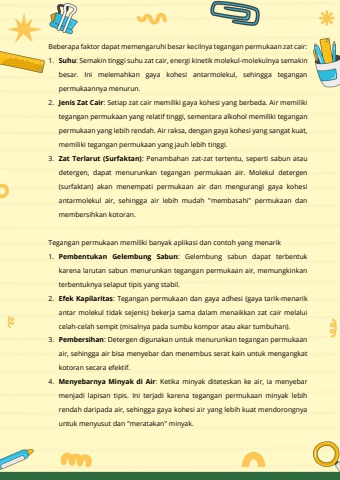 Beberapa faktor dapat memengaruhi besar kecilnya tegangan permukaan zat cair:
1. Suhu: Semakin tinggi suhu zat cair, energi kinetik molekul-molekulnya semakin
besar. Ini melemahkan gaya kohesi antarmolekul, sehingga tegangan
permukaannya menurun.
2. Jenis Zat Cair: Setiap zat cair memiliki gaya kohesi yang berbeda. Air memiliki
tegangan permukaan yang relatif tinggi, sementara alkohol memiliki tegangan
permukaan yang lebih rendah. Air raksa, dengan gaya kohesi yang sangat kuat,
memiliki tegangan permukaan yang jauh lebih tinggi.
3. Zat Terlarut (Surfaktan): Penambahan zat-zat tertentu, seperti sabun atau
detergen, dapat menurunkan tegangan permukaan air. Molekul detergen
(surfaktan) akan menempati permukaan air dan mengurangi gaya kohesi
antarmolekul air, sehingga air lebih mudah "membasahi" permukaan dan
membersihkan kotoran.
Tegangan permukaan memiliki banyak aplikasi dan contoh yang menarik
1. Pembentukan Gelembung Sabun: Gelembung sabun dapat terbentuk
karena larutan sabun menurunkan tegangan permukaan air, memungkinkan
terbentuknya selaput tipis yang stabil.
2. Efek Kapilaritas: Tegangan permukaan dan gaya adhesi (gaya tarik-menarik
antar molekul tidak sejenis) bekerja sama dalam menaikkan zat cair melalui
celah-celah sempit (misalnya pada sumbu kompor atau akar tumbuhan).
3. Pembersihan: Detergen digunakan untuk menurunkan tegangan permukaan
air, sehingga air bisa menyebar dan menembus serat kain untuk mengangkat
kotoran secara efektif.
4. Menyebarnya Minyak di Air: Ketika minyak diteteskan ke air, ia menyebar
menjadi lapisan tipis. Ini terjadi karena tegangan permukaan minyak lebih
rendah daripada air, sehingga gaya kohesi air yang lebih kuat mendorongnya
untuk menyusut dan "meratakan" minyak.